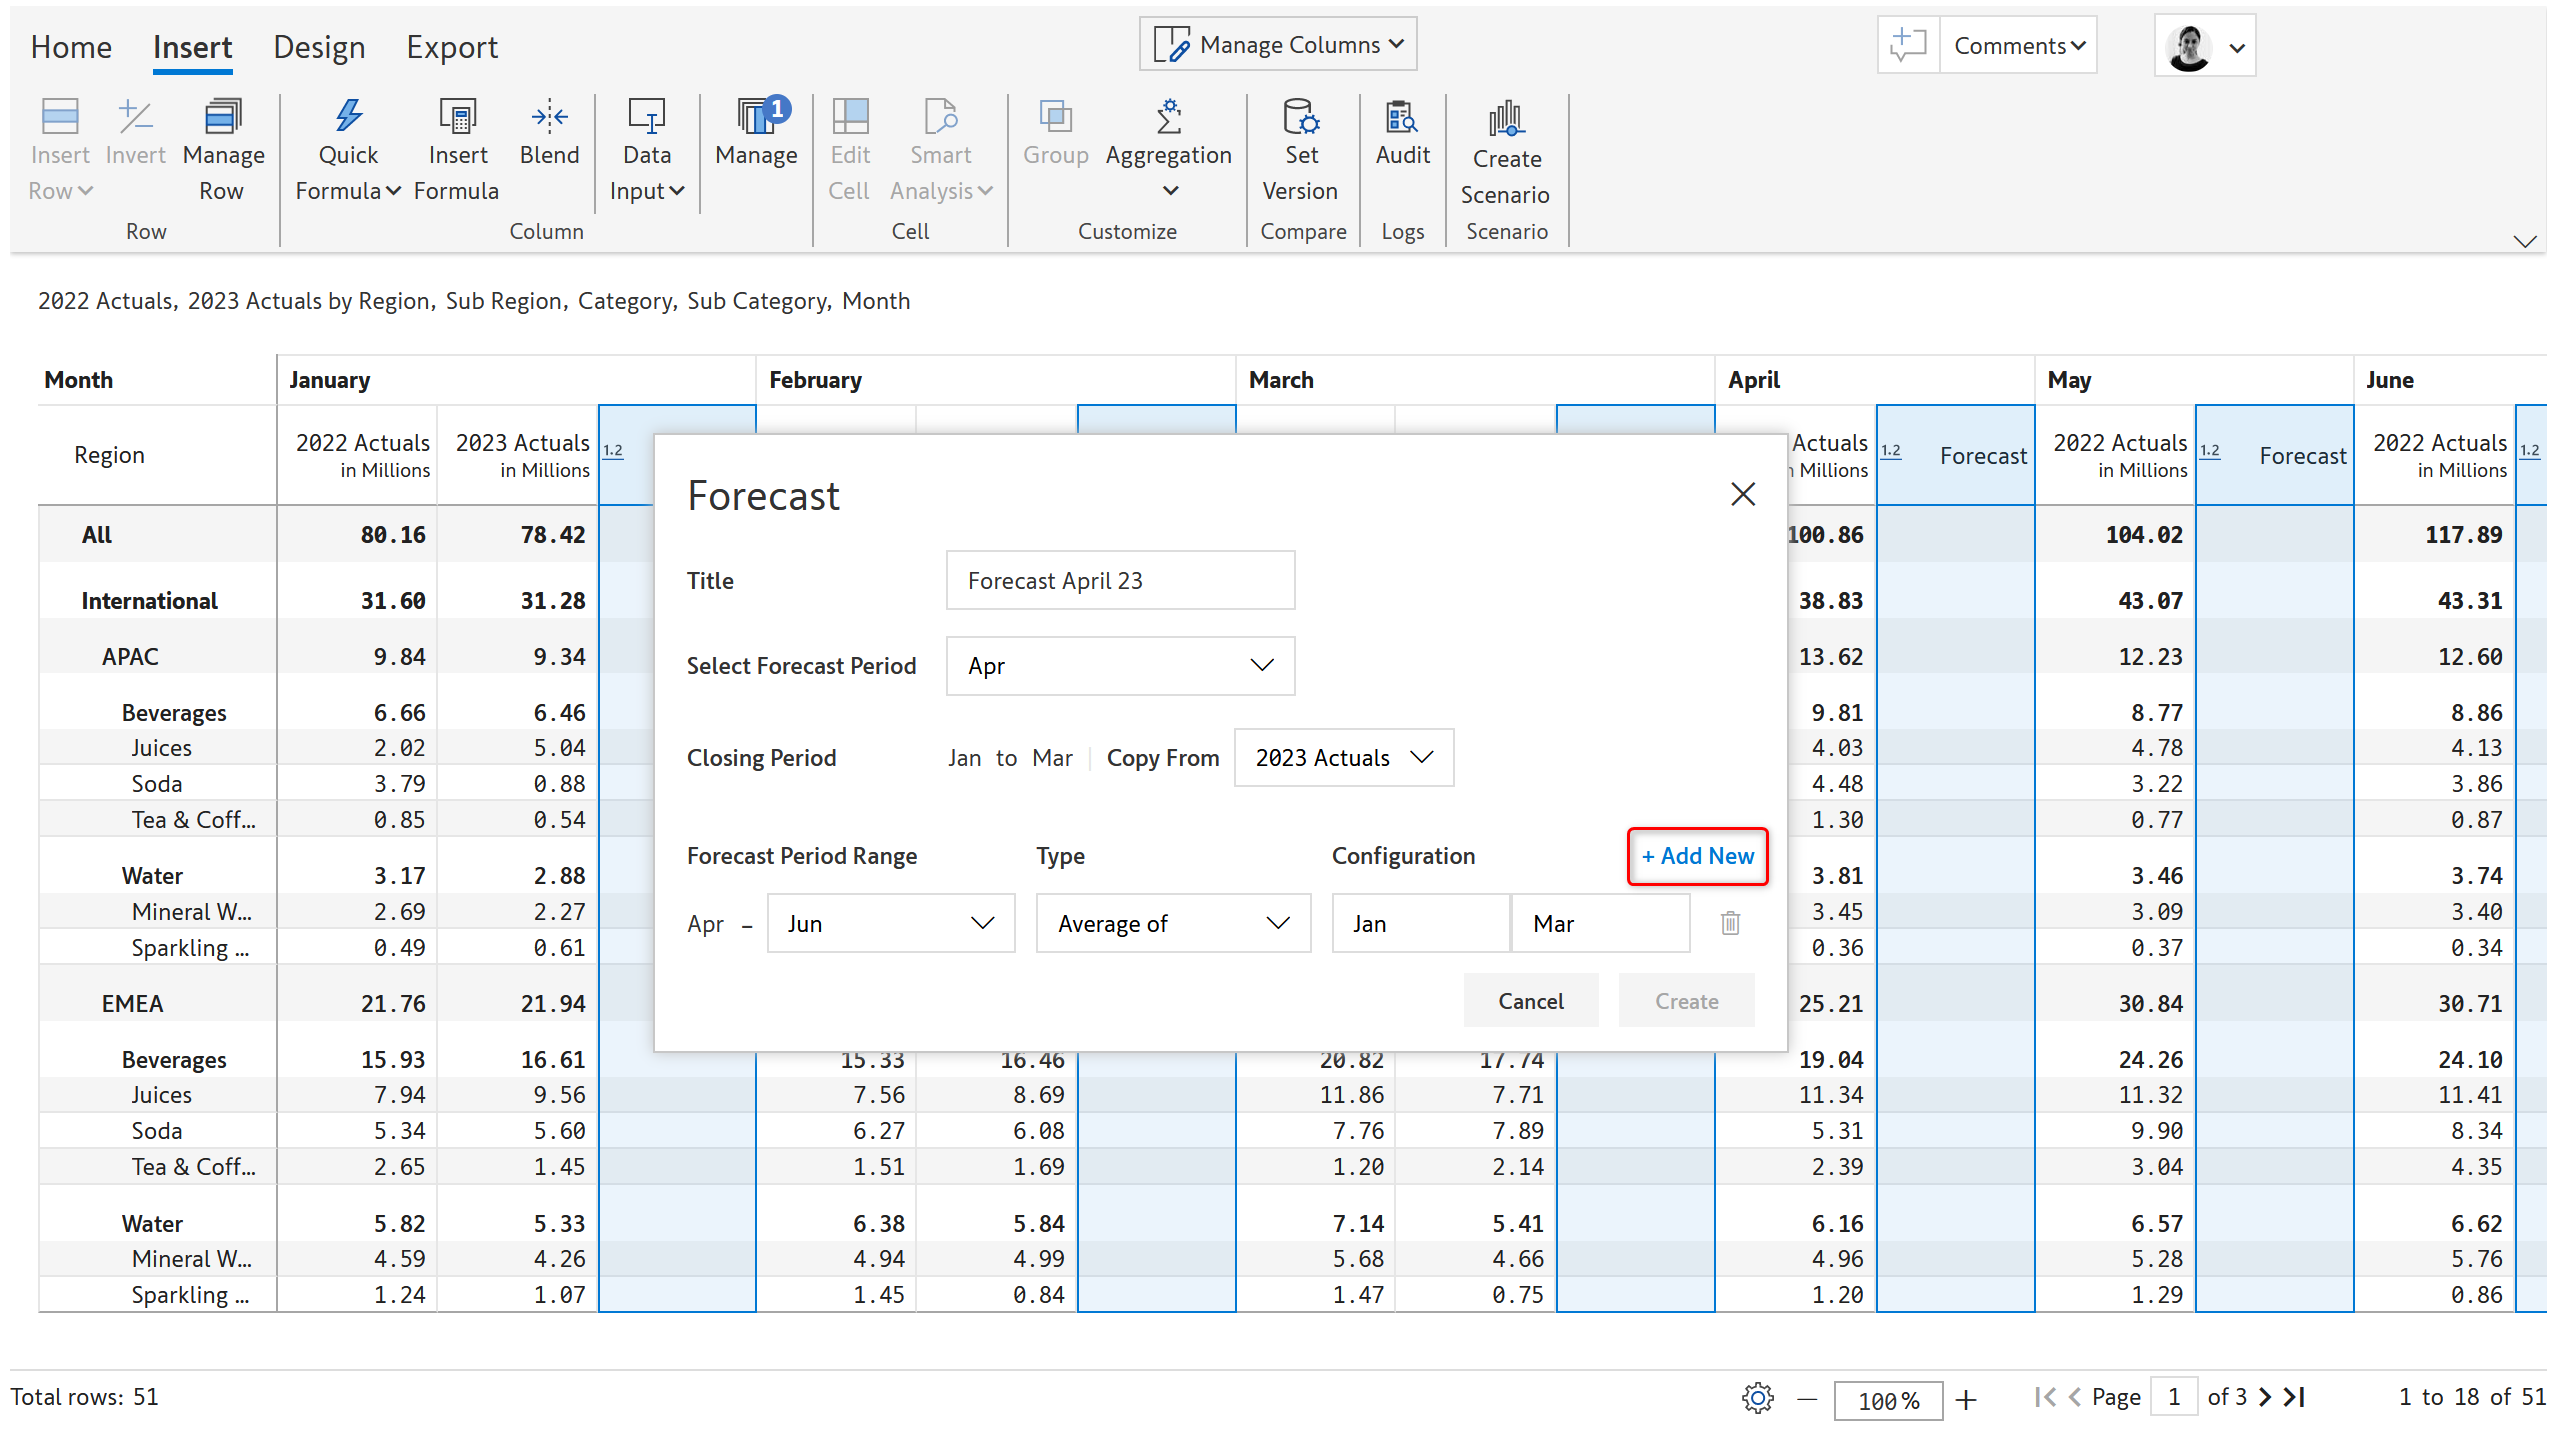 Home Insert Design Export Manage Columns Comments
Insert Row Invert Manage Row Quick Formula Insert Formula Blend Data Input Manage 1 Edit Cell Smart Analysis Group Aggregation Set Version Audit Create Scenario
Row Column Cell Customize Compare Logs Scenario
2022 Actuals, 2023 Actuals by Region, Sub Region, Category, Sub Category, Month
Month January February March April May June
Region 2022 Actuals in Millions 2023 Actuals in Millions 1.2 Actuals Millions 1.2 Forecast 2022 Actuals in Millions 1.2 Forecast 2022 Actuals in Millions 1.2
All 80.16 78.42 100.86 104.02 117.89
International 31.60 31.28 38.83 43.07 43.31
APAC 9.84 9.34 13.62 12.23 12.60
Beverages 6.66 6.46 9.81 8.77 8.86
Juices 2.02 5.04 4.03 4.78 4.13
Soda 3.79 0.88 4.48 3.22 3.86
Tea & Coff... 0.85 0.54 1.30 0.77 0.87
Water 3.17 2.88 3.81 3.46 3.74
Mineral W... 2.69 2.27 3.45 3.09 3.40
Sparkling ... 0.49 0.61 0.36 0.37 0.34
EMEA 21.76 21.94 25.21 30.84 30.71
Beverages 15.93 16.61 15.33 16.46 20.82 17.74 19.04 24.26 24.10
Juices 7.94 9.56 7.56 8.69 11.86 7.71 11.34 11.32 11.41
Soda 5.34 5.60 6.27 6.08 7.76 7.89 5.31 9.90 8.34
Tea & Coff... 2.65 1.45 1.51 1.69 1.20 2.14 2.39 3.04 4.35
Water 5.82 5.33 6.38 5.84 7.14 5.41 6.16 6.57 6.62
Mineral W... 4.59 4.26 4.94 4.99 5.68 4.66 4.96 5.28 5.76
Sparkling ... 1.24 1.07 1.45 0.84 1.47 0.75 1.20 1.29 0.86
Forecast
Title Forecast April 23
Select Forecast Period Apr
Closing Period Jan to Mar Copy From 2023 Actuals
Forecast Period Range Type Configuration + Add New
Apr – Jun Average of Jan Mar
Cancel Create
Total rows: 51 100% Page 1 of 3 1 to 18 of 51